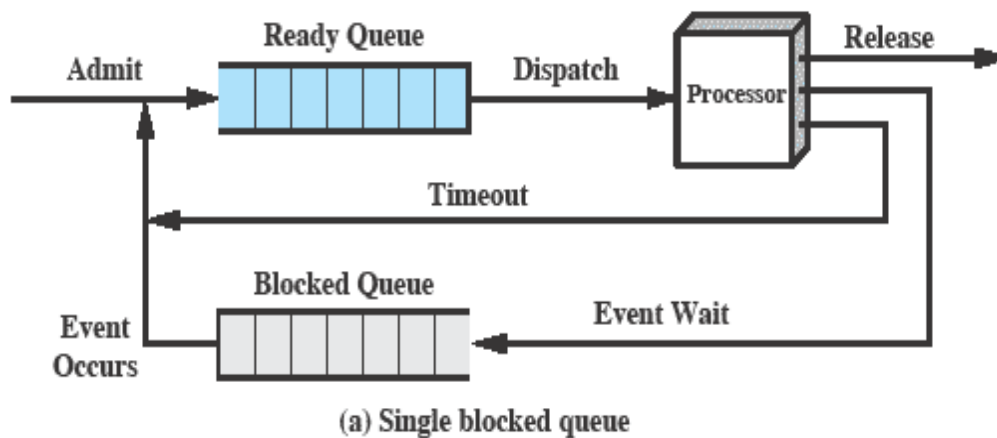 Ready Queue
Admit
Dispatch
Release
Processor
Timeout
Blocked Queue
Event Wait
Event
Occurs
(a) Single blocked queue